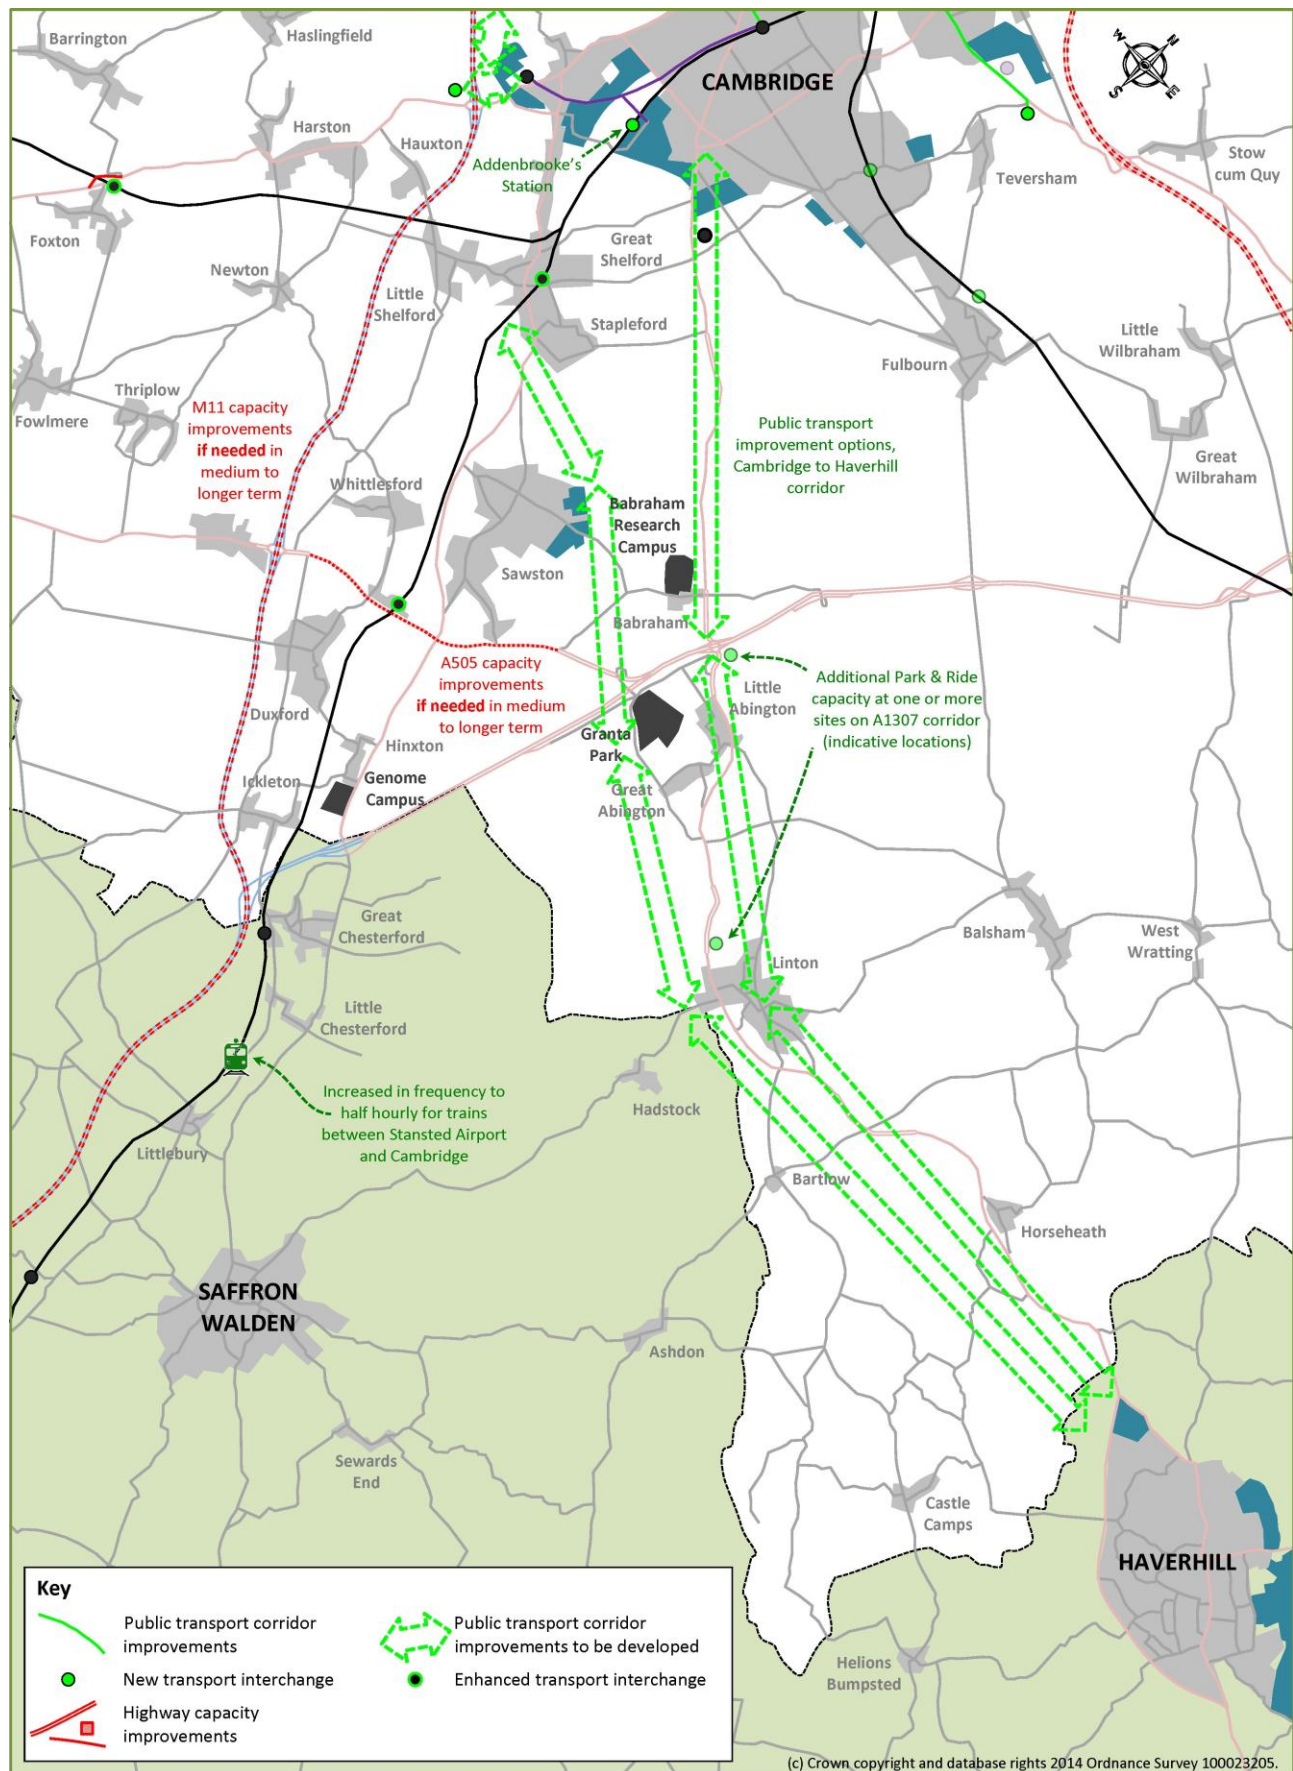 Barrington
Haslingfield
CAMBRIDGE
W
N
S
E
Harston
Hauxton
Addenbrooke's
Station
Teversham
Stow
cum Quy
Foxton
Newton
Great
Shelford
Little
Shelford
Stapleford
Fulbourn
Little
Wilbraham
Thriplow
Fowlmere
M11 capacity
improvements
if needed in
medium to
longer term
Public transport
improvement options,
Cambridge to Haverhill
corridor
Great
Wilbraham
Whittlesford
Babraham
Research
Campus
Sawston
Babraham
A505 capacity
improvements
if needed in medium
to longer term
Additional Park & Ride
capacity at one or more
sites on A1307 corridor
(indicative locations)
Little
Abington
Duxford
Hinxton
Granta
Park
Ickleton
Genome
Campus
Great
Abington
Great
Chesterford
Balsham
West
Wratting
Linton
Little
Chesterford
Increased in frequency to
half hourly for trains
between Stansted Airport
and Cambridge
Hadstock
Littlebury
Bartlow
Horseheath
SAFFRON
WALDEN
Ashdon
Sewards
End
Castle
Camps
HAVERHILL
Helions
Bumpsted
Key
Public transport corridor
improvements
Public transport corridor
improvements to be developed
New transport interchange
Enhanced transport interchange
Highway capacity
improvements
(c) Crown copyright and database rights 2014 Ordnance Survey 100023205.